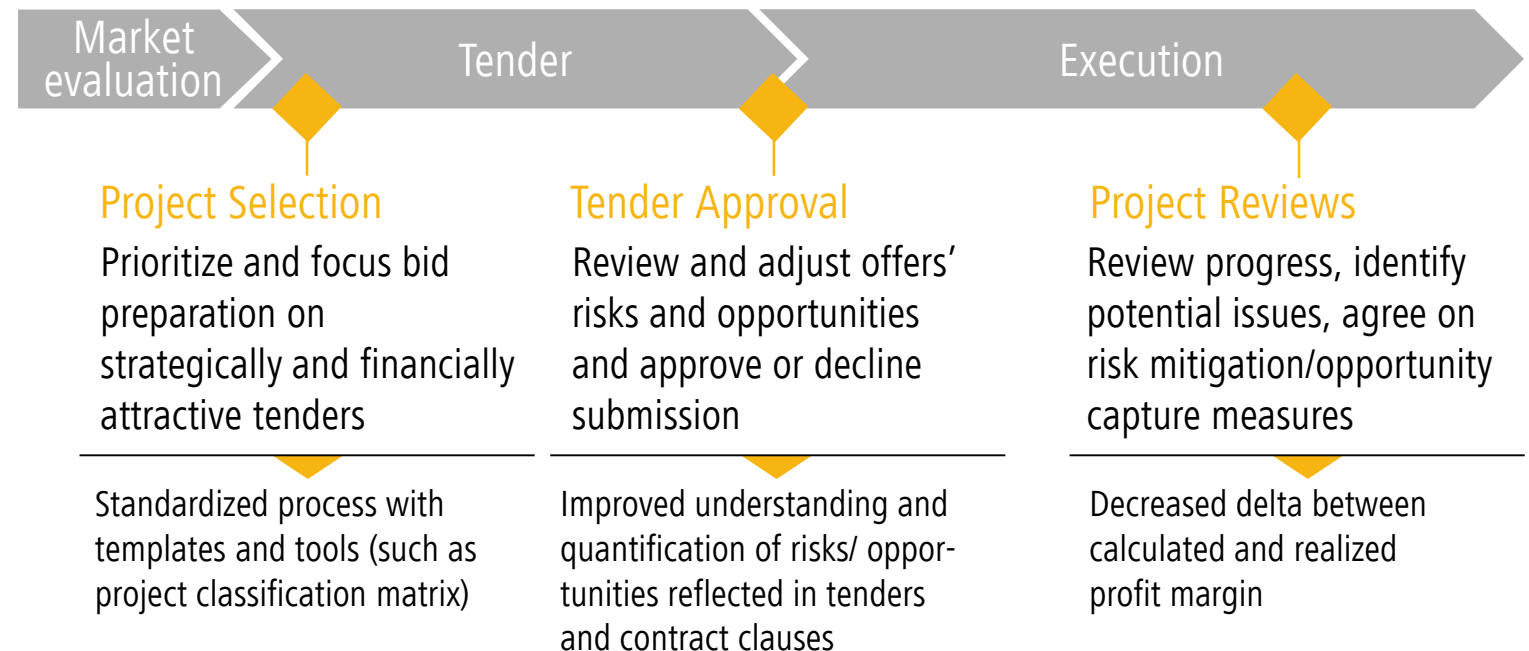 Market
evaluation
Tender
Execution
Project Selection
Prioritize and focus bid
preparation on
strategically and financially
attractive tenders
Standardized process with
templates and tools (such as
project classification matrix)
Tender Approval
Review and adjust offers’
risks and opportunities
and approve or decline
submission
Improved understanding and
quantification of risks/ oppor-
tunities reflected in tenders
and contract clauses
Project Reviews
Review progress, identify
potential issues, agree on
risk mitigation/opportunity
capture measures
Decreased delta between
calculated and realized
profit margin